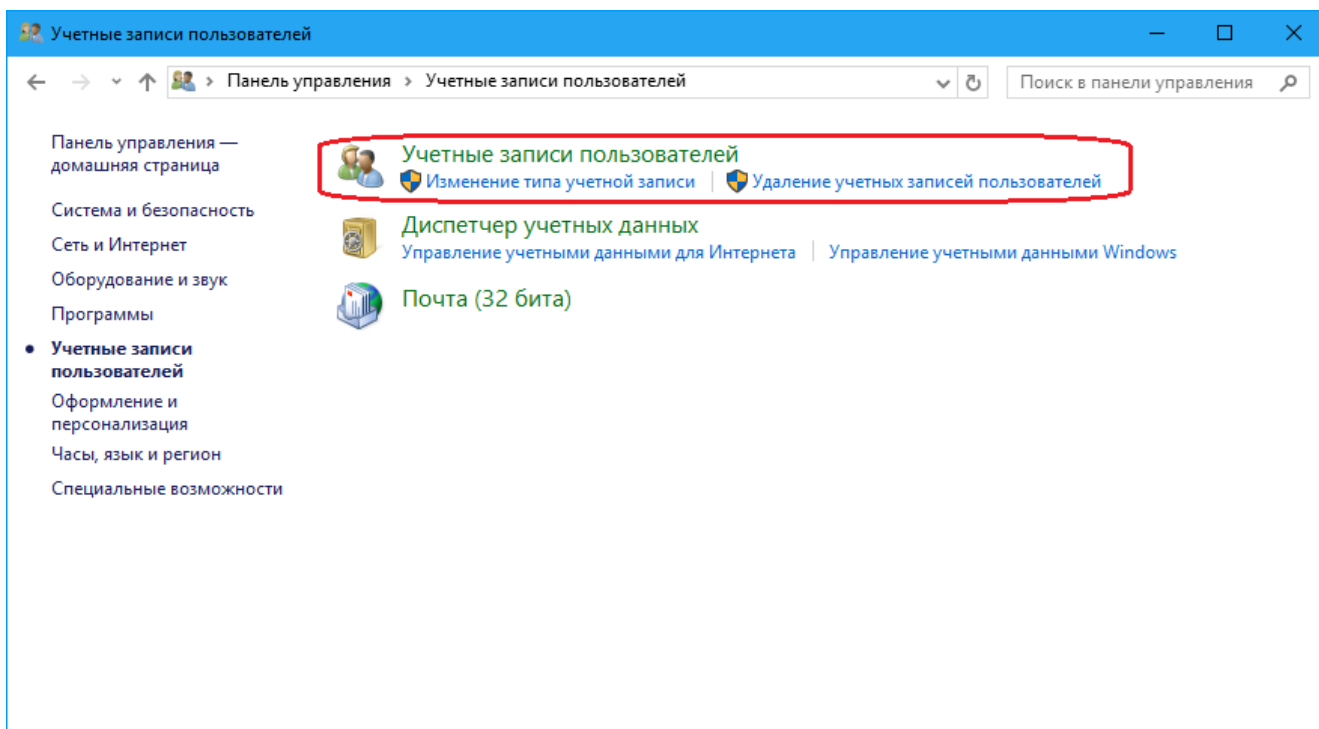 Учетные записи пользователей
Панель управления > Учетные записи пользователей
Поиск в панели управления
Панель управления —
домашняя страница
Система и безопасность
Сеть и Интернет
Оборудование и звук
Программы
Учетные записи
пользователей
Оформление и
персонализация
Часы, язык и регион
Специальные возможности
Учетные записи пользователей
Изменение типа учетной записи | Удаление учетных записей пользователей
Диспетчер учетных данных
Управление учетными данными для Интернета | Управление учетными данными Windows
Почта (32 бита)